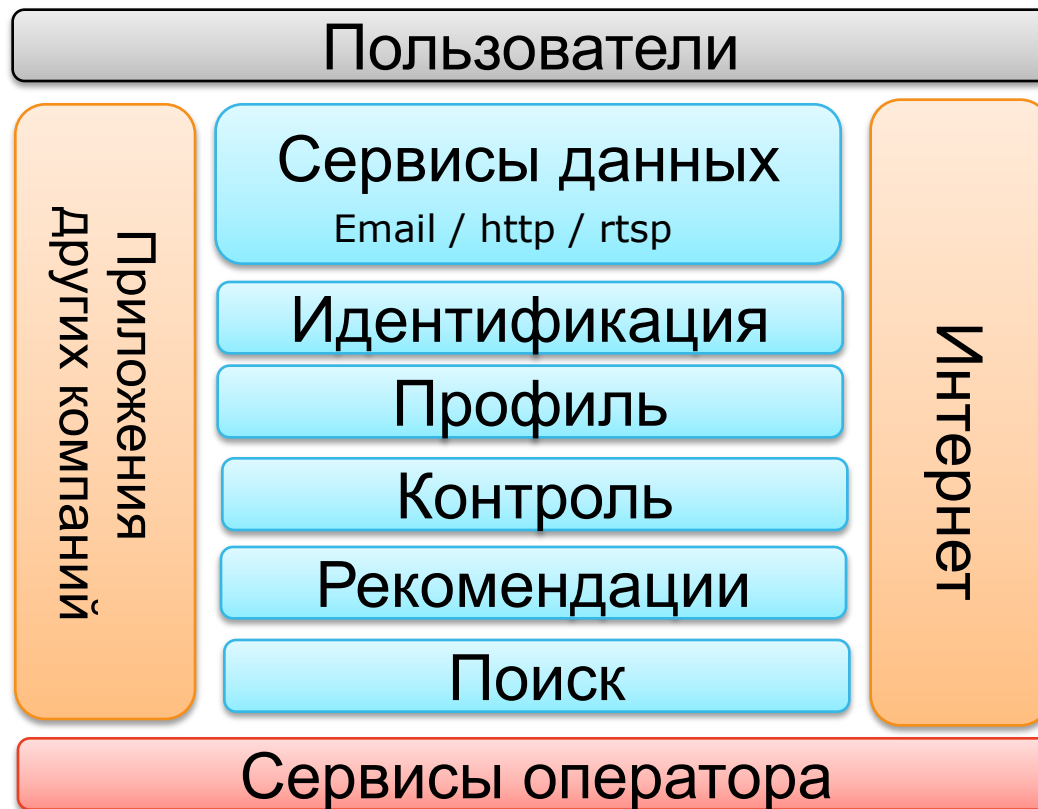 Пользователи
Приложения
других компаний
Сервисы данных
Email / http / rtsp
Идентификация
Профиль
Контроль
Рекомендации
Поиск
Интернет
Сервисы оператора